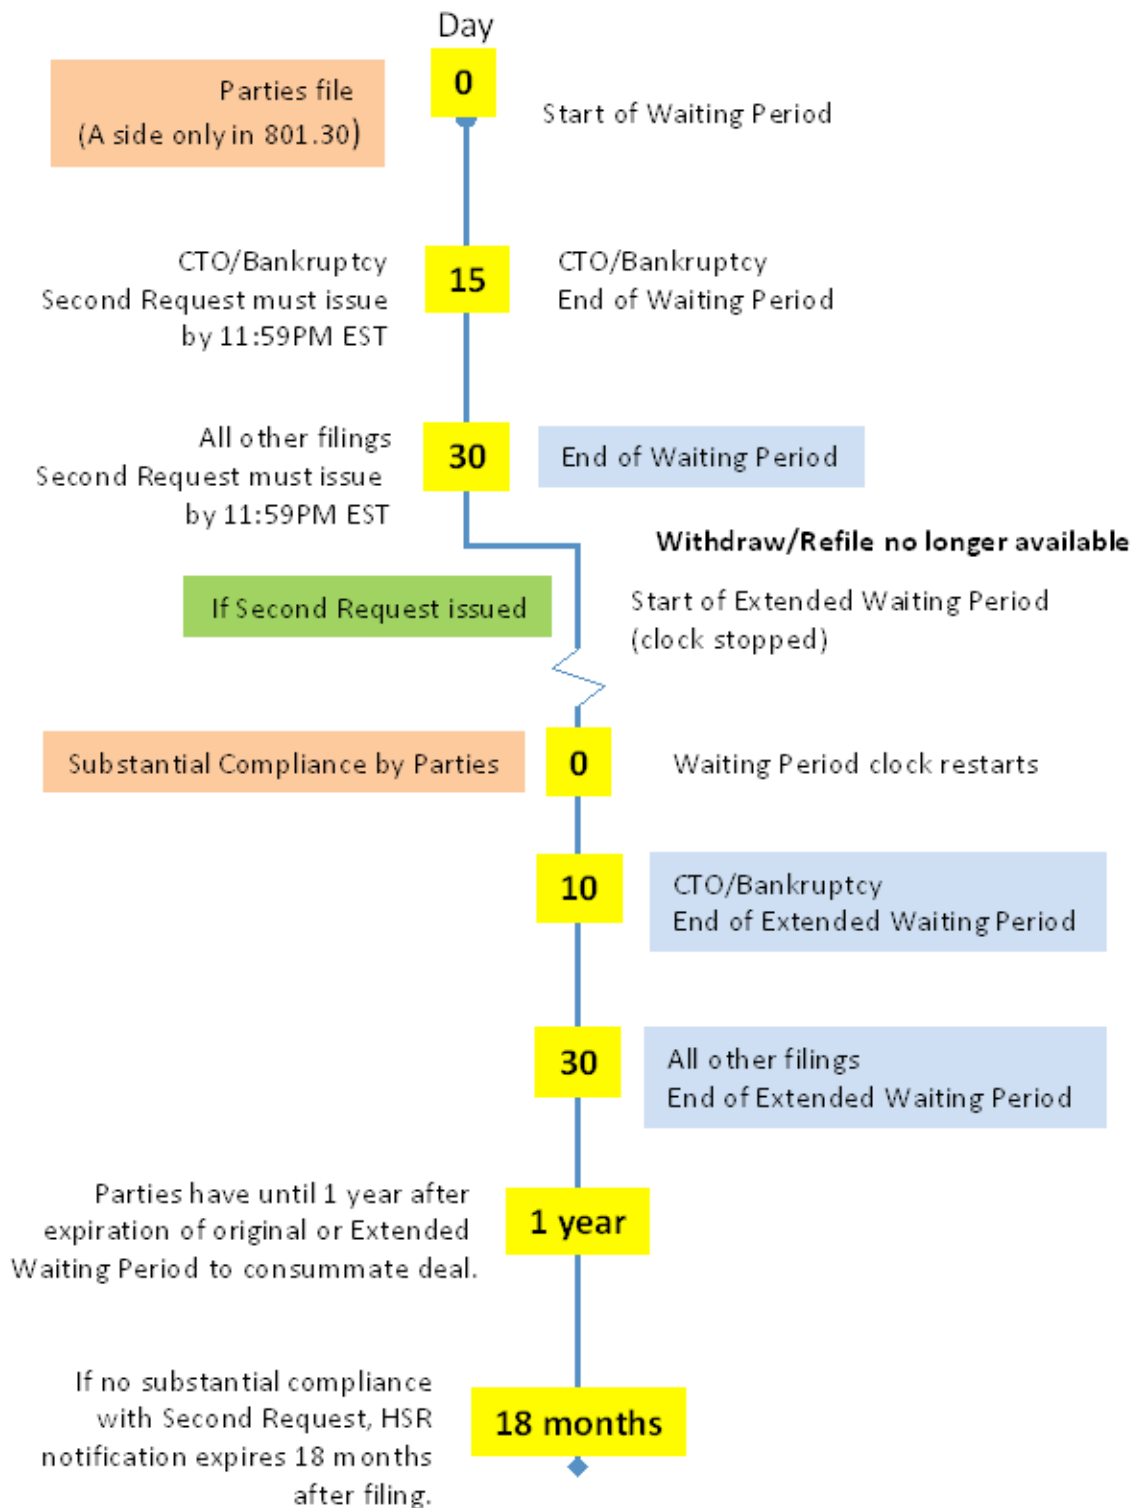 Day
0
Parties file
(A side only in 801.30)
Start of Waiting Period
CTO/Bankruptcy
Second Request must issue
by 11:59PM EST
15
CTO/Bankruptcy
End of Waiting Period
All other filings
Second Request must issue
by 11:59PM EST
30
End of Waiting Period
Withdraw/Refile no longer available
If Second Request issued
Start of Extended Waiting Period
(clock stopped)
Substantial Compliance by Parties
0
Waiting Period clock restarts
10
CTO/Bankruptcy
End of Extended Waiting Period
30
All other filings
End of Extended Waiting Period
Parties have until 1 year after
expiration of original or Extended
Waiting Period to consummate deal.
1 year
If no substantial compliance
with Second Request, HSR
notification expires 18 months
after filing.
18 months